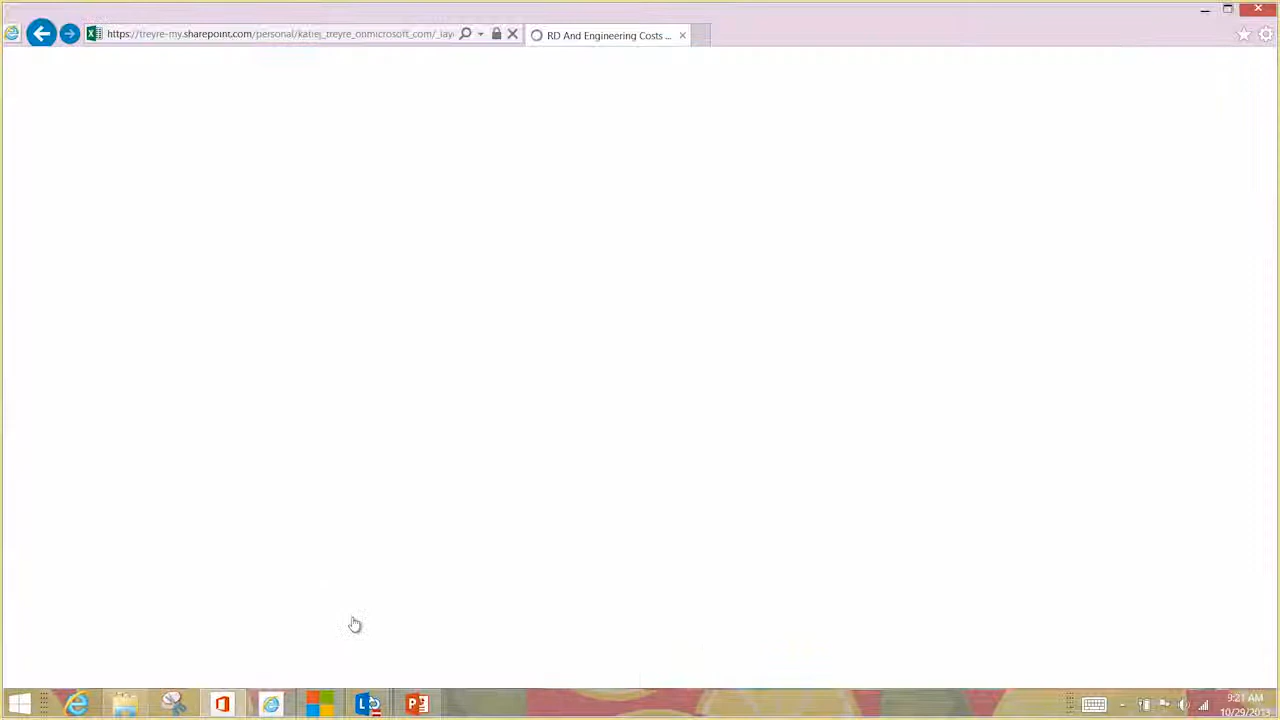 https://treyre-my.sharepoint.com/personal/katiej_treyre_onmicrosoft_com/_lay
RD And Engineering Costs ...
9:21 AM
10/29/2013